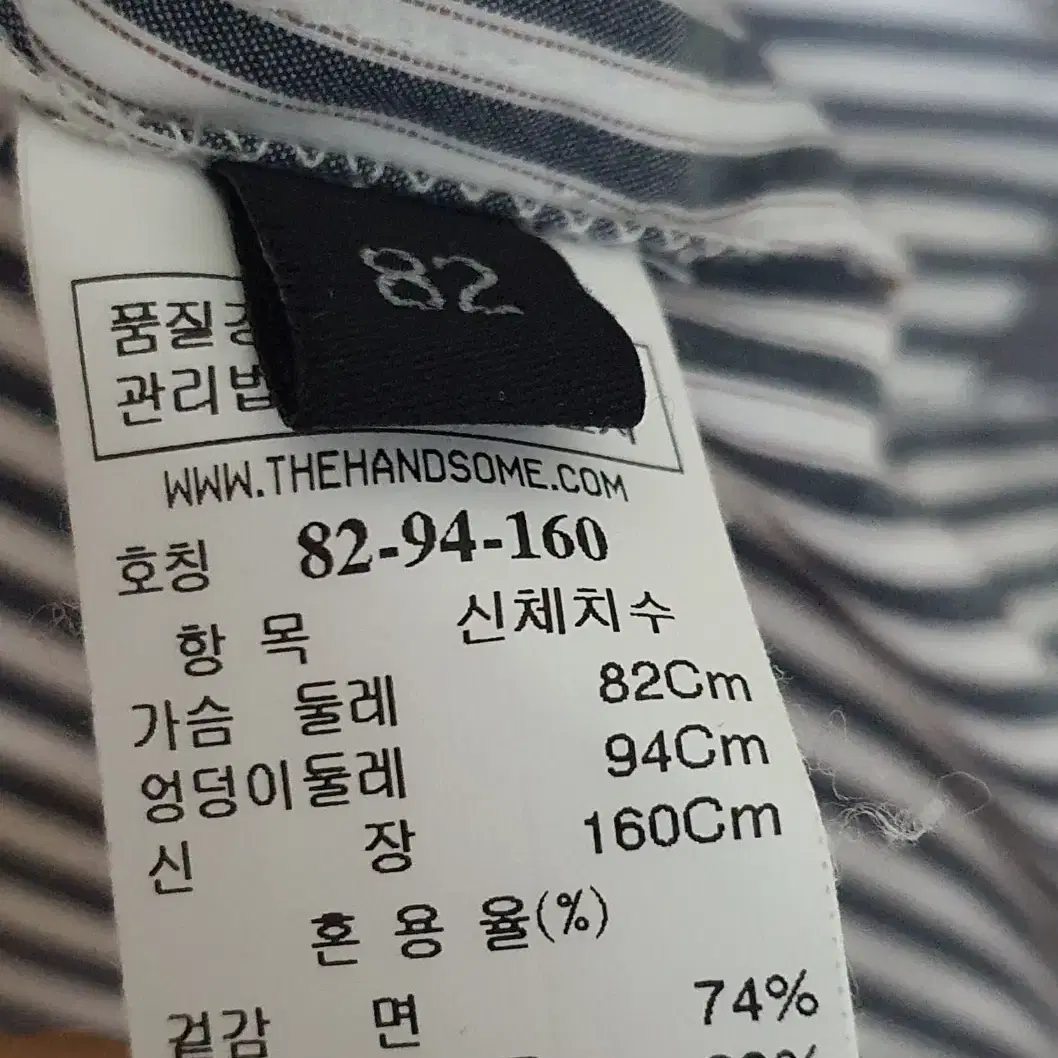 82
품질
관리법
WWW.THEHANDSOME.COM
호칭 82-94-160
항 목 신체치수
가슴 둘레 82Cm
엉덩이둘레 94Cm
신 장 160Cm
혼 용 율(%)
겉감 면 74%